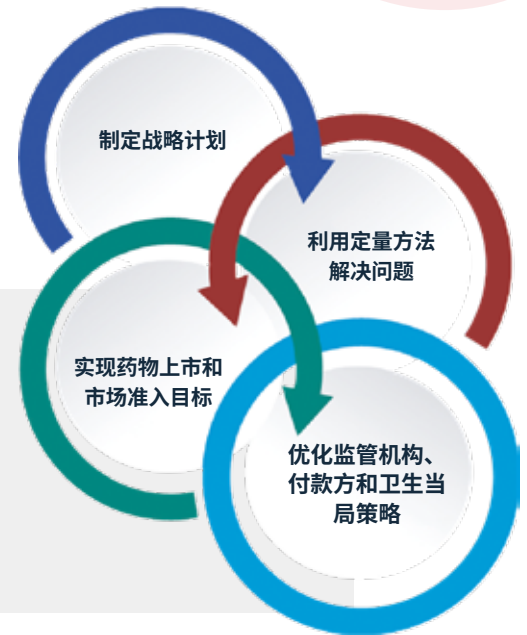 制定战略计划
利用定量方法
解决问题
实现药物上市和
市场准入目标
优化监管机构、
付款方和卫生当
局策略